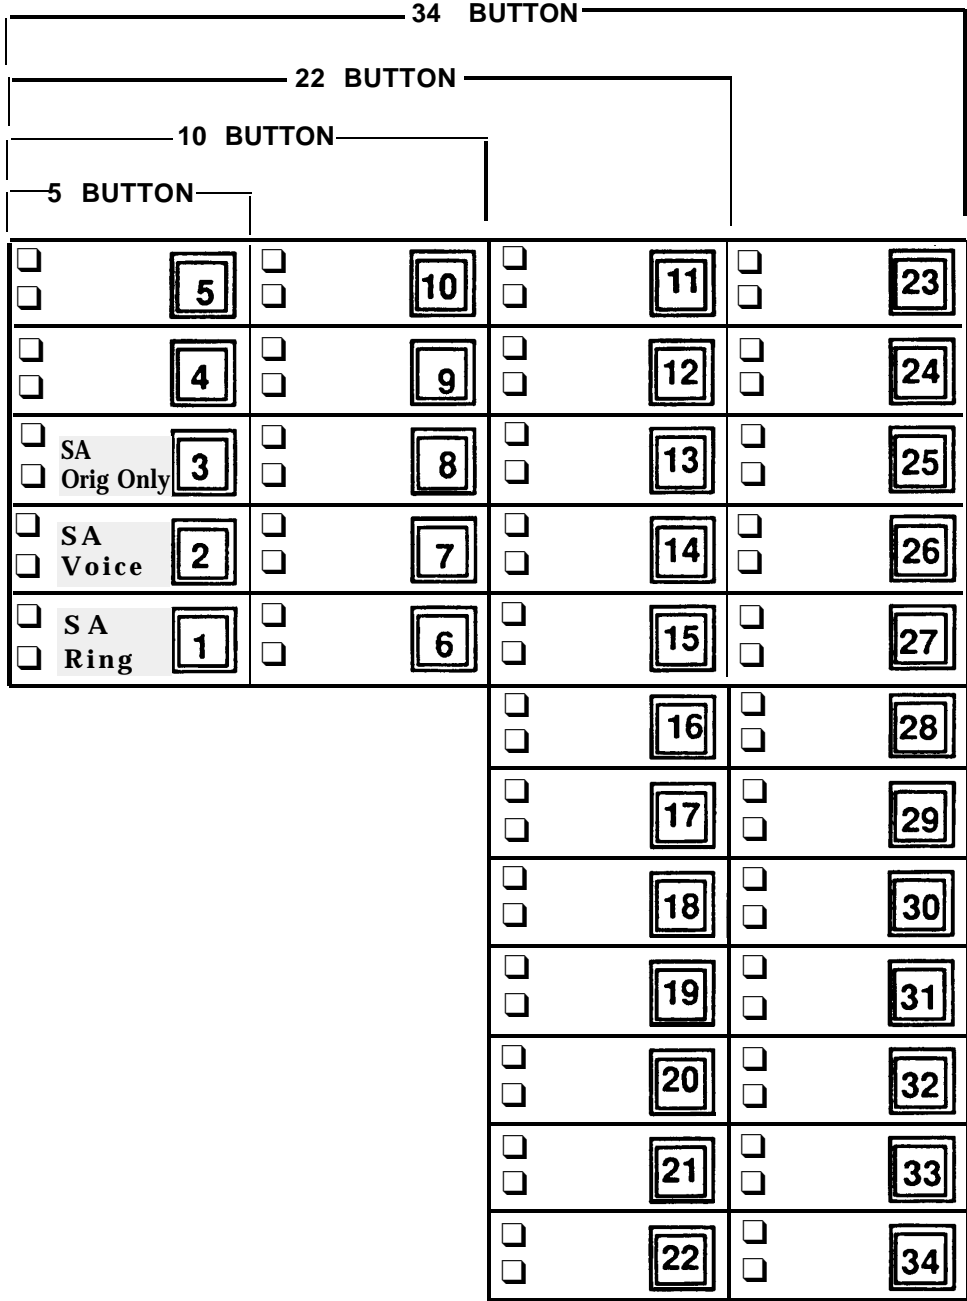 34 BUTTON
22 BUTTON
10 BUTTON
5 BUTTON
5 10 11 23
4 9 12 24
SA
Orig Only 3 8 13 25
SA
Voice 2 7 14 26
SA
Ring 1 6 15 27
16 28
17 29
18 30
19 31
20 32
21 33
22 34